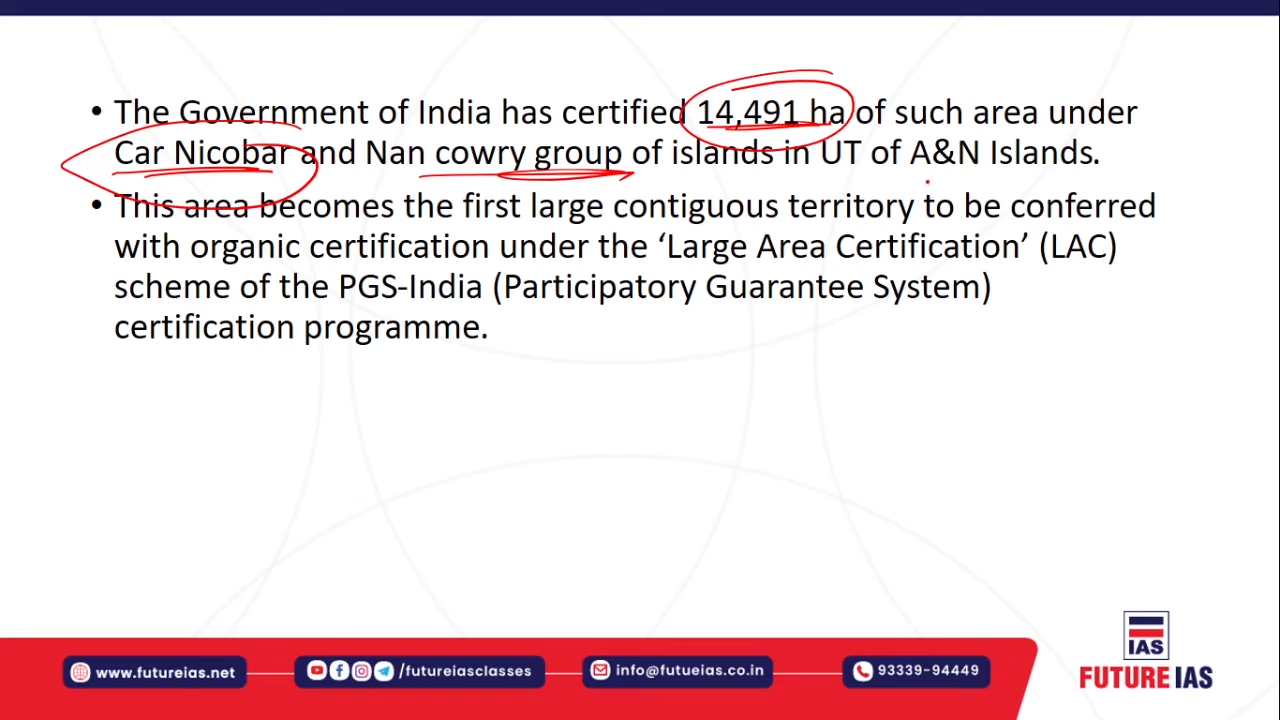 • The Government of India has certified 14,491 ha of such area under
Car Nicobar and Nan cowry group of islands in UT of A&N Islands.
• This area becomes the first large contiguous territory to be conferred
with organic certification under the ‘Large Area Certification’ (LAC)
scheme of the PGS-India (Participatory Guarantee System)
certification programme.
IAS
FUTURE IAS
www.futureias.net
/futureiasclasses
info@futueias.co.in
93339-94449